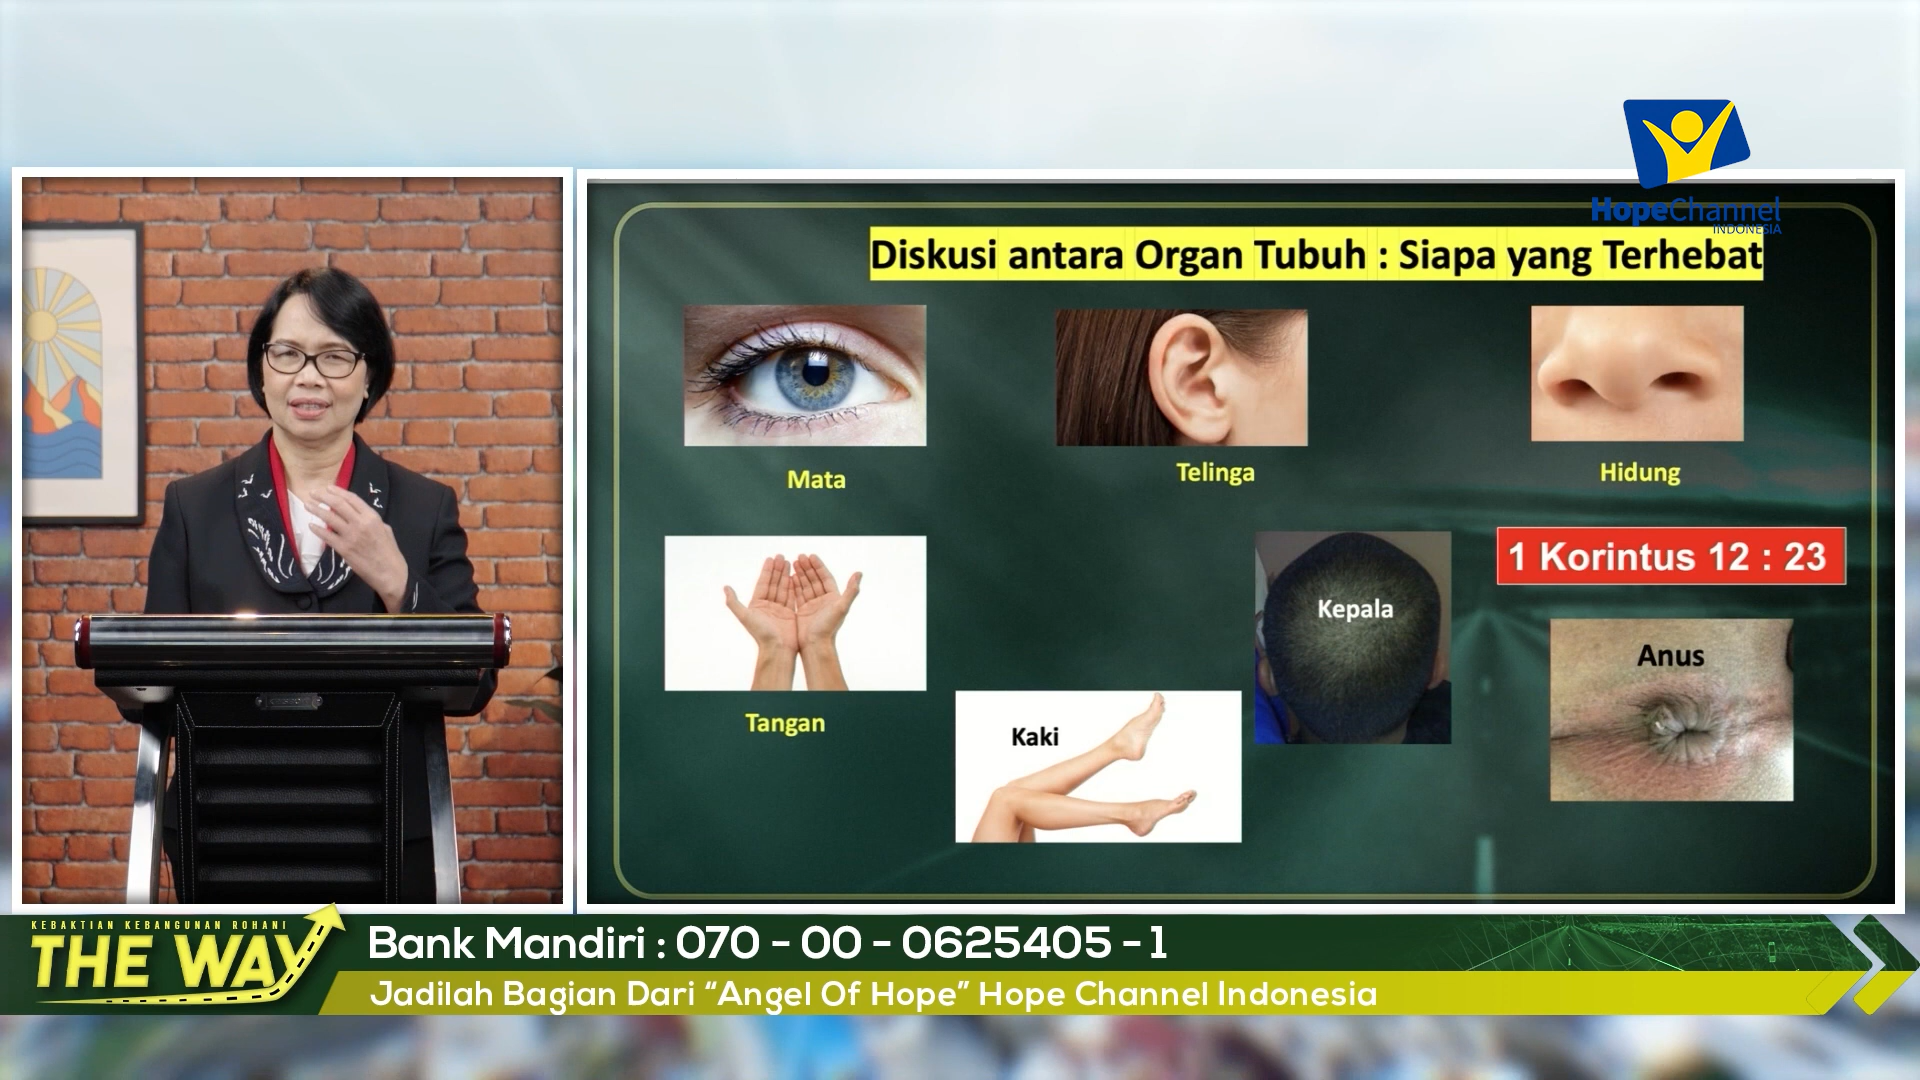 HopeChannel
INDONESIA
Diskusi antara Organ Tubuh : Siapa yang Terhebat
Mata
Telinga
Hidung
1 Korintus 12 : 23
Kepala
Anus
Tangan
Kaki
KEBAKTIAN KEBANGUNAN ROHANI
THE WAY
Bank Mandiri : 070 - 00 - 0625405 - 1
Jadilah Bagian Dari “Angel Of Hope” Hope Channel Indonesia